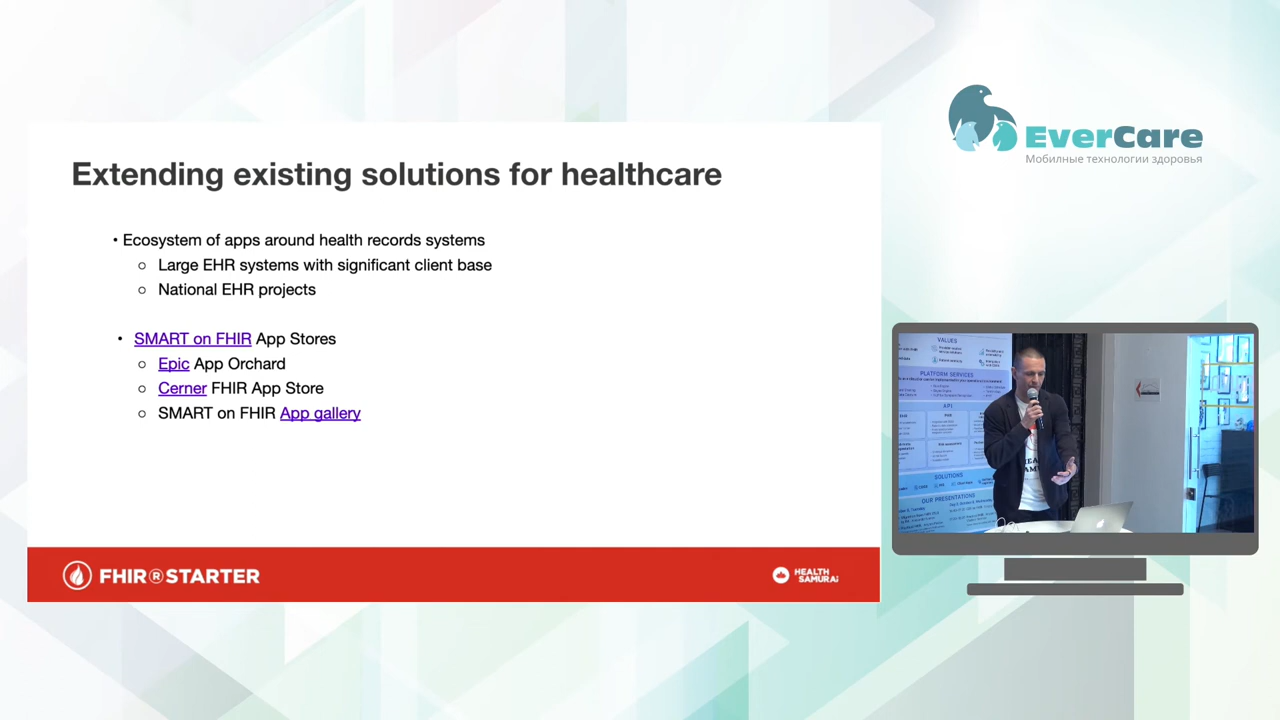 Extending existing solutions for healthcare
• Ecosystem of apps around health records systems
○ Large EHR systems with significant client base
○ National EHR projects
• SMART on FHIR App Stores
○ Epic App Orchard
○ Cerner FHIR App Store
○ SMART on FHIR App gallery
FHIR®STARTER
HEALTH
SAMURAI
EverCare
Мобилные технологии здоровья
VALUES
PLATFORM SERVICES
API
SOLUTIONS
OUR PRESENTATIONS